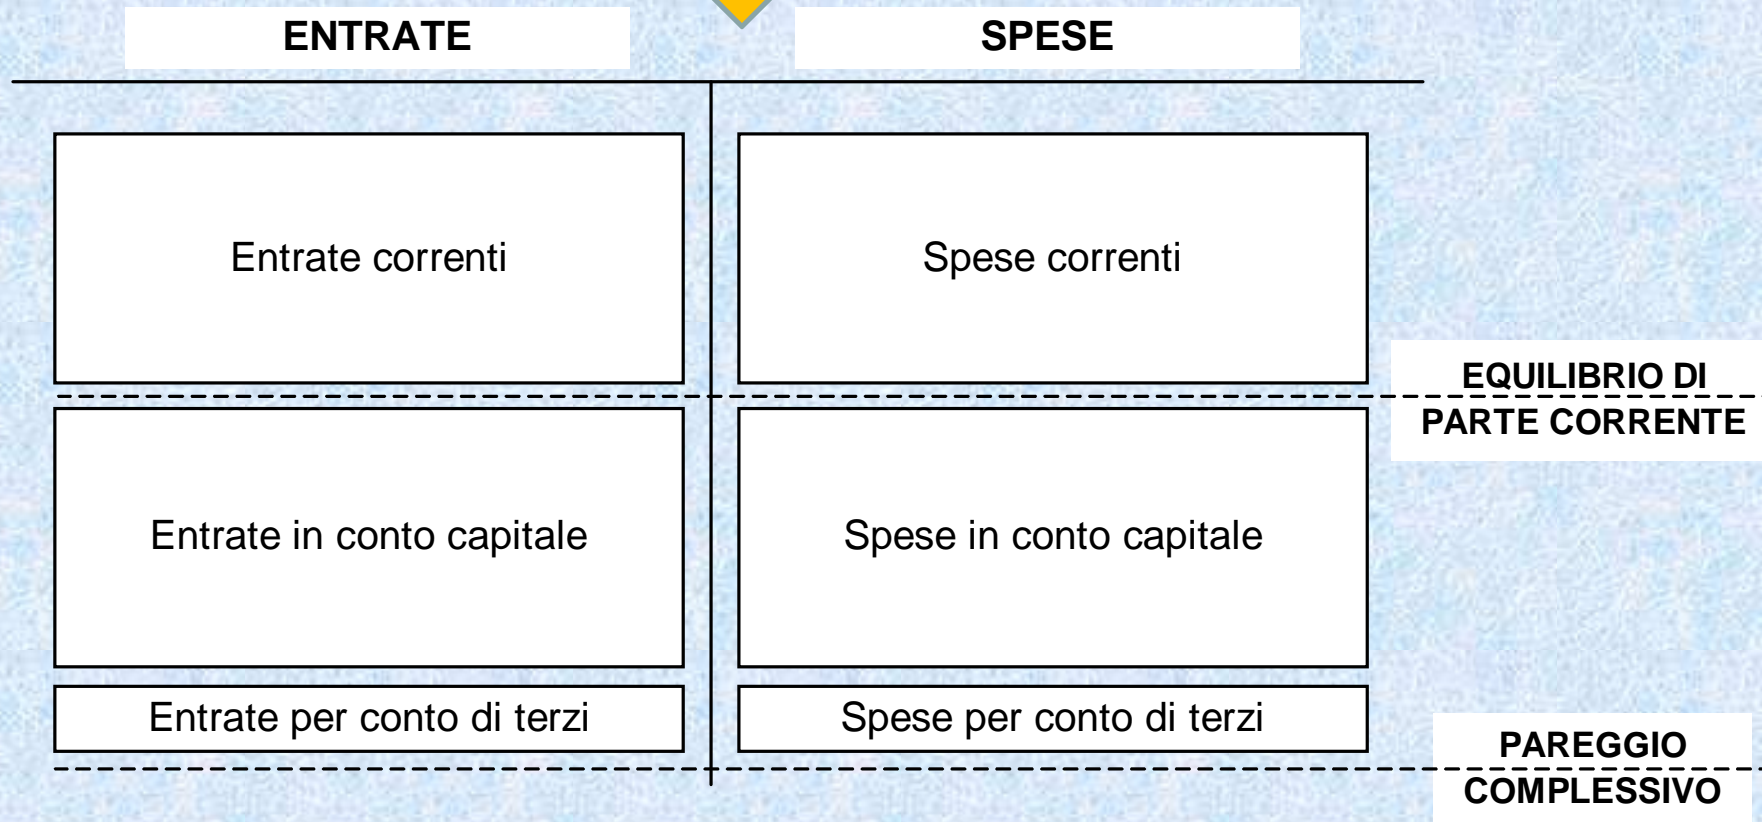 ENTRATE
SPESE
Entrate correnti
Spese correnti
EQUILIBRIO DI
PARTE CORRENTE
Entrate in conto capitale
Spese in conto capitale
Entrate per conto di terzi
Spese per conto di terzi
PAREGGIO
COMPLESSIVO